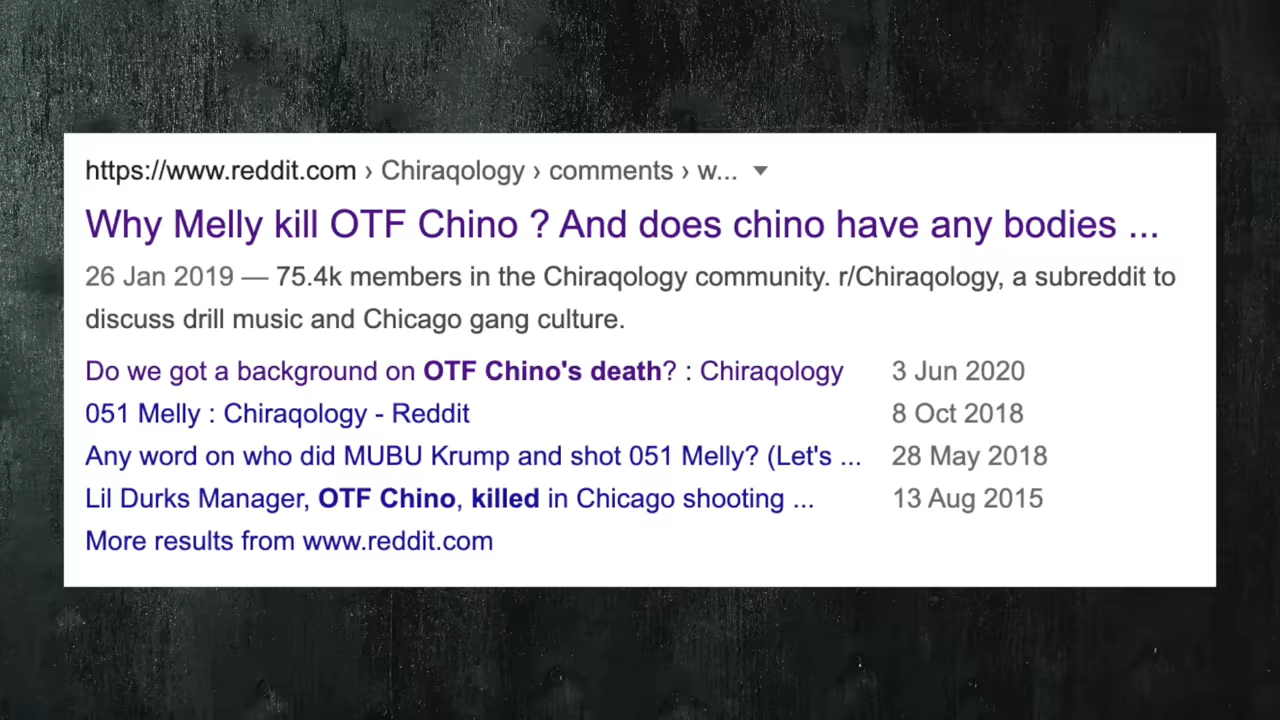 https://www.reddit.com › Chiraqology › comments › w...
Why Melly kill OTF Chino ? And does chino have any bodies ...
26 Jan 2019 — 75.4k members in the Chiraqology community. r/Chiraqology, a subreddit to
discuss drill music and Chicago gang culture.
Do we got a background on OTF Chino's death? : Chiraqology 3 Jun 2020
051 Melly : Chiraqology - Reddit 8 Oct 2018
Any word on who did MUBU Krump and shot 051 Melly? (Let's ... 28 May 2018
Lil Durks Manager, OTF Chino, killed in Chicago shooting ... 13 Aug 2015
More results from www.reddit.com